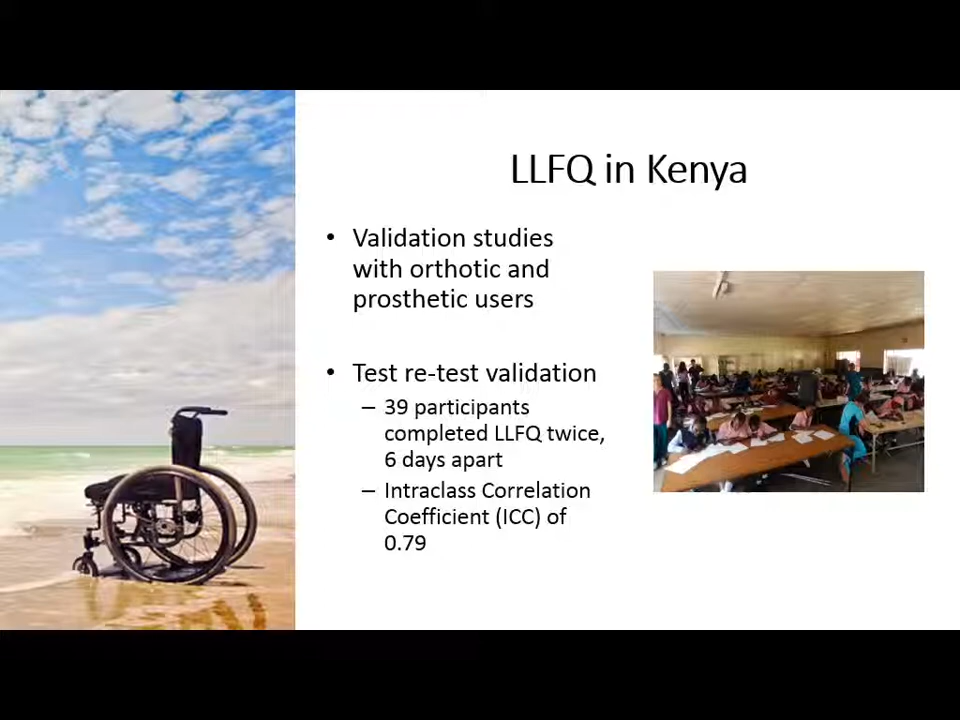 LLFQ in Kenya
• Validation studies
with orthotic and
prosthetic users
• Test re-test validation
– 39 participants
completed LLFQ twice,
6 days apart
– Intraclass Correlation
Coefficient (ICC) of
0.79